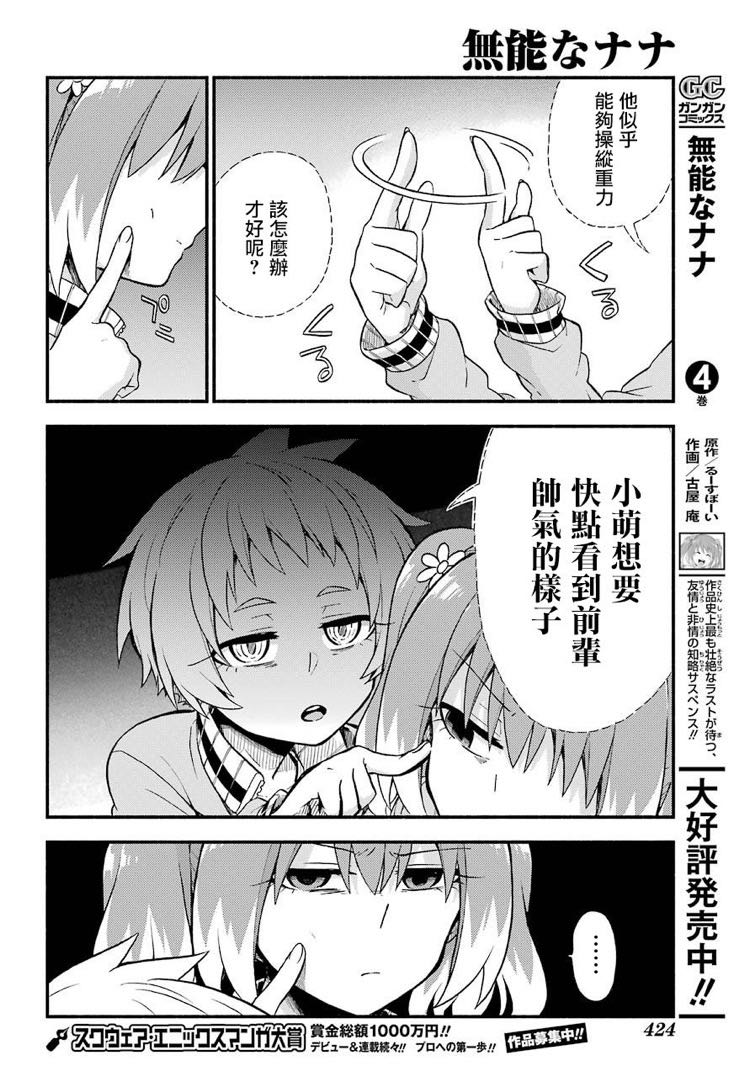 無能なナナ
他似乎
能夠操縱重力
くる
くる
該怎麼辦
才好呢?
ペニ
小萌想要
快點看到前輩
帥氣的樣子
……
GC
ガンガン
コミックス
無能なナナ
4巻
原作/るーすぼーい
作画/古屋庵
作品史上最も壮絶なラストが待つ、
友情と非情の知略サスペンス!!
大好評発売中!!
スクウェア・エニックスマンガ大賞
賞金総額1000万円!!
デビュー&連載続々!! プロへの第一歩!!
作品募集中!!
424